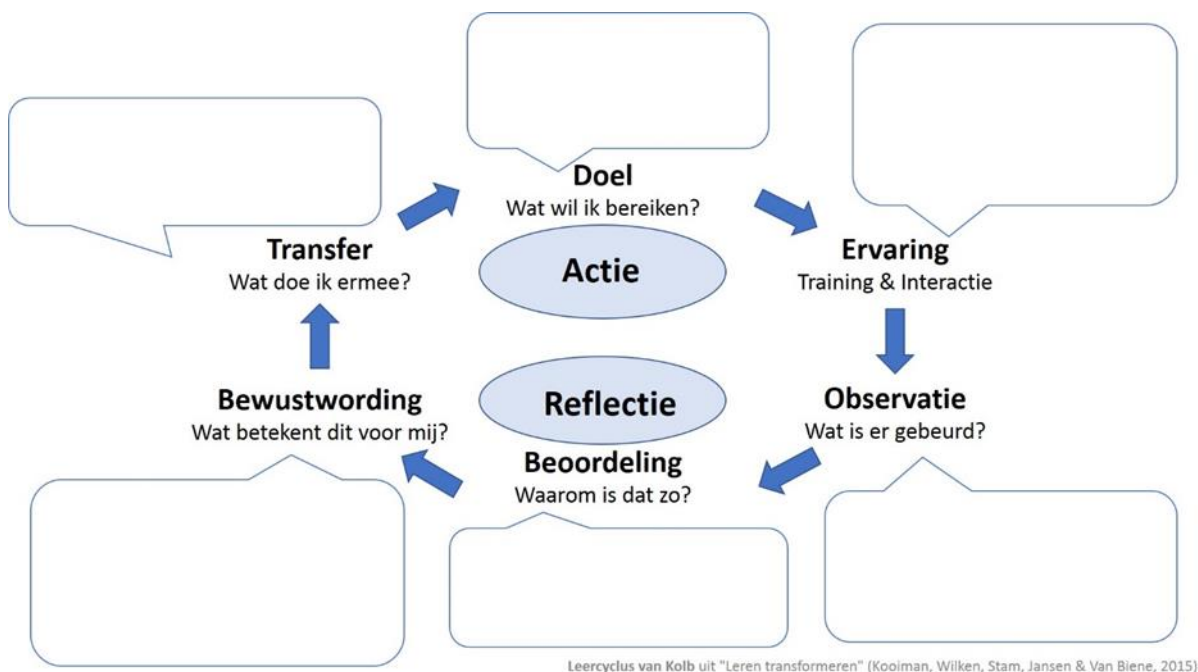 Doel
Wat wil ik bereiken?
Actie
Ervaring
Training & Interactie
Observatie
Wat is er gebeurd?
Reflectie
Beoordeling
Waarom is dat zo?
Bewustwording
Wat betekent dit voor mij?
Transfer
Wat doe ik ermee?
Leercyclus van Kolb uit "Leren transformeren" (Kooiman, Wilken, Stam, Jansen & Van Biene, 2015)